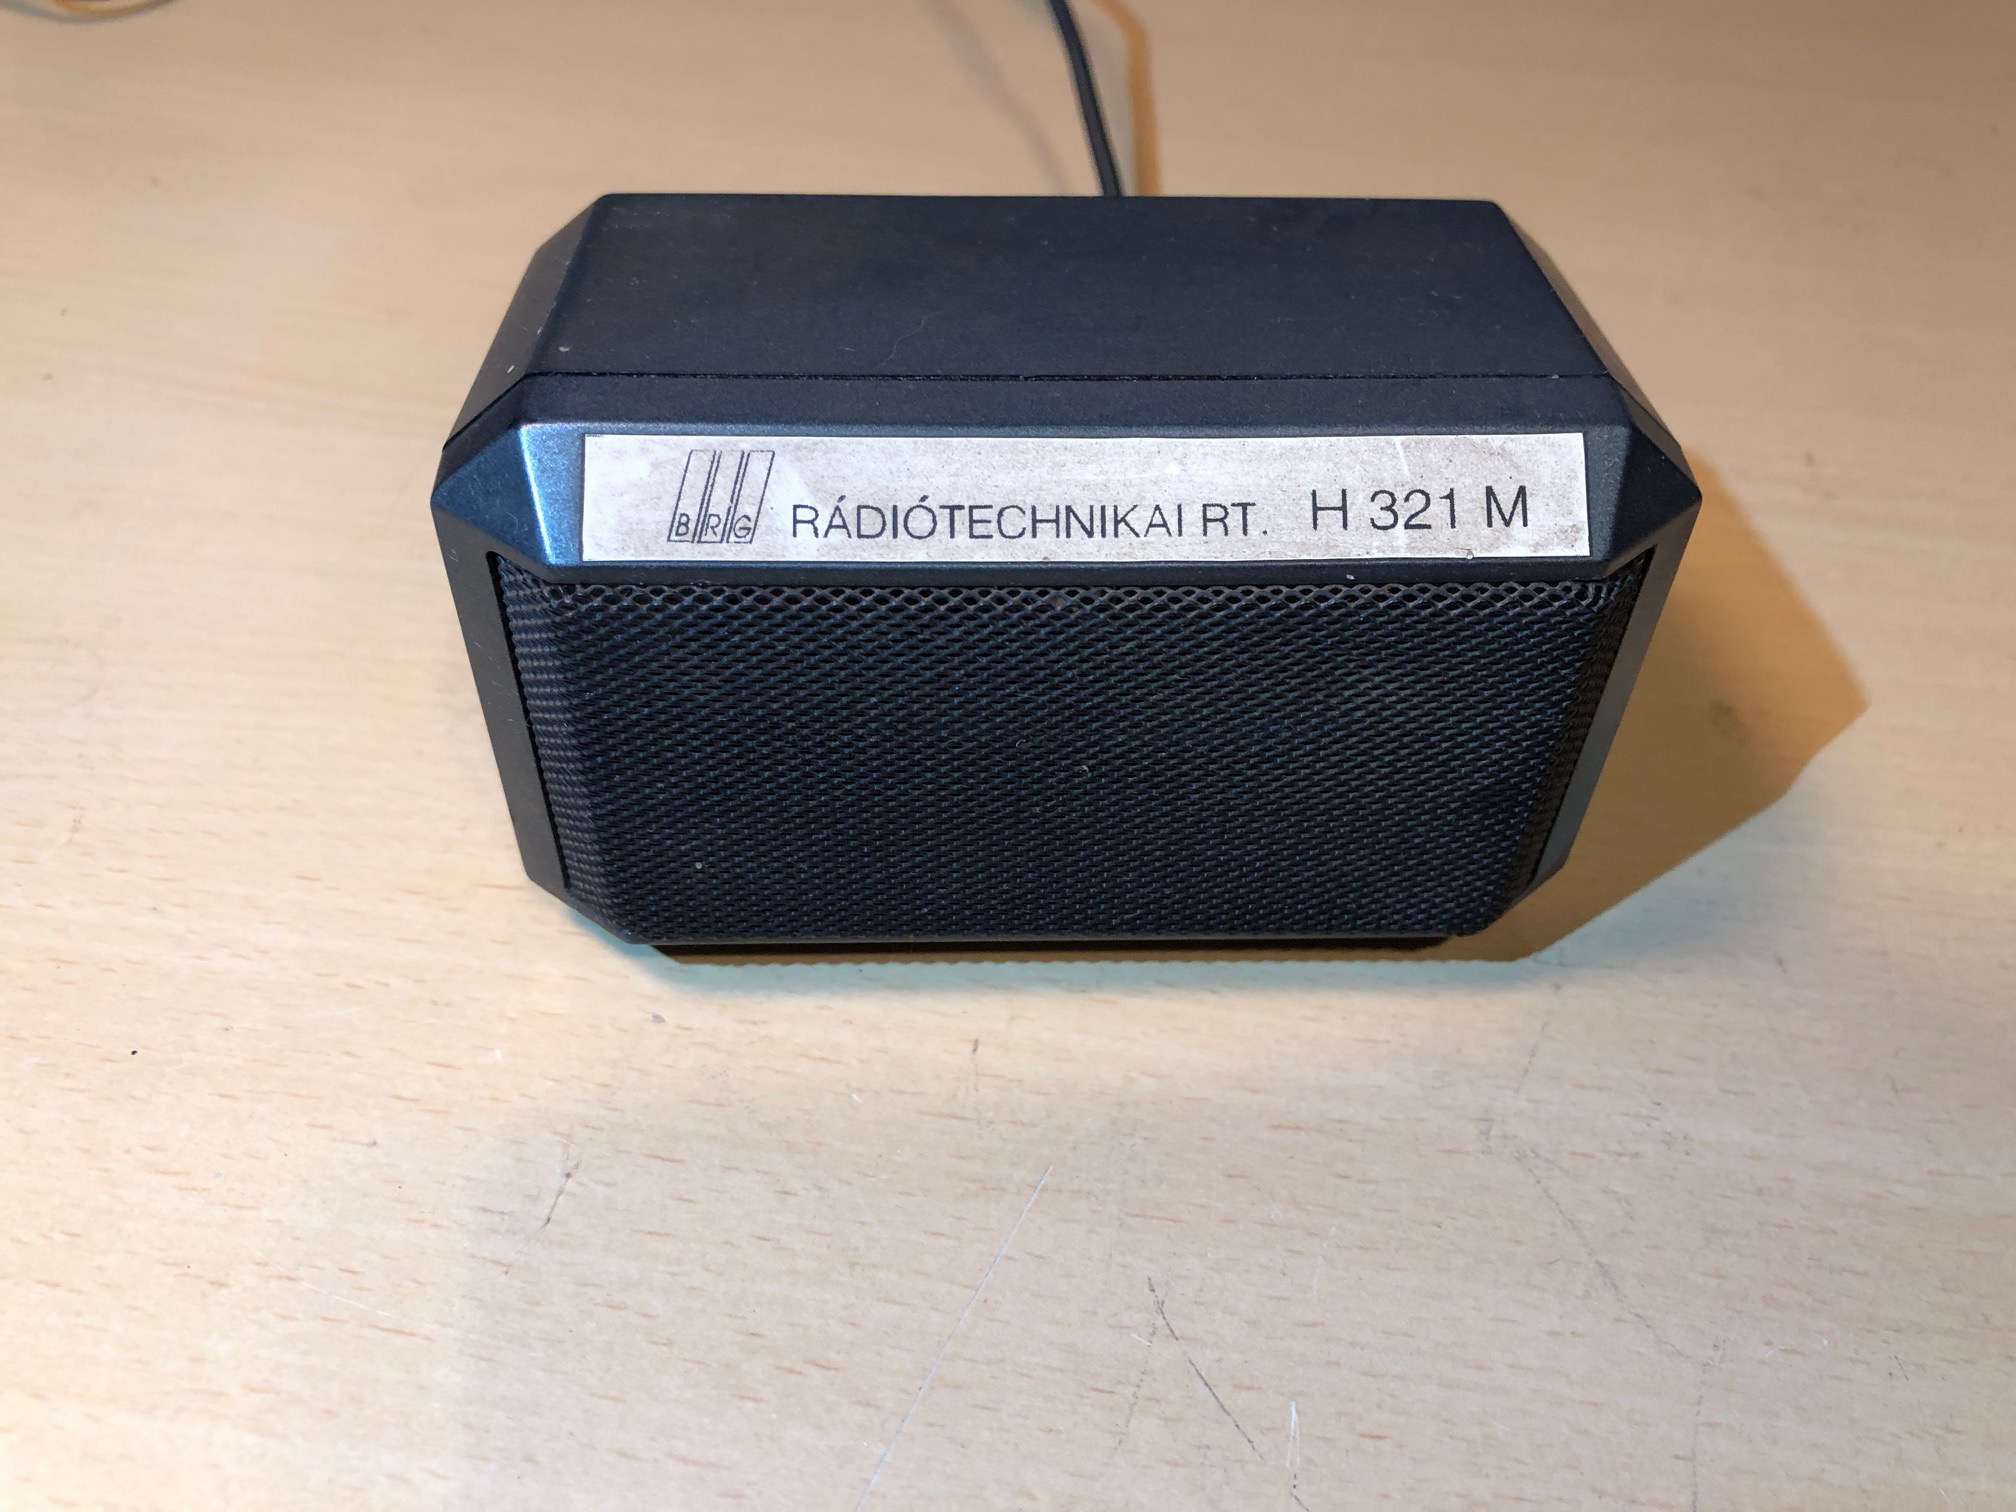 BRG RÁDIÓTECHNIKAI RT. H 321 M